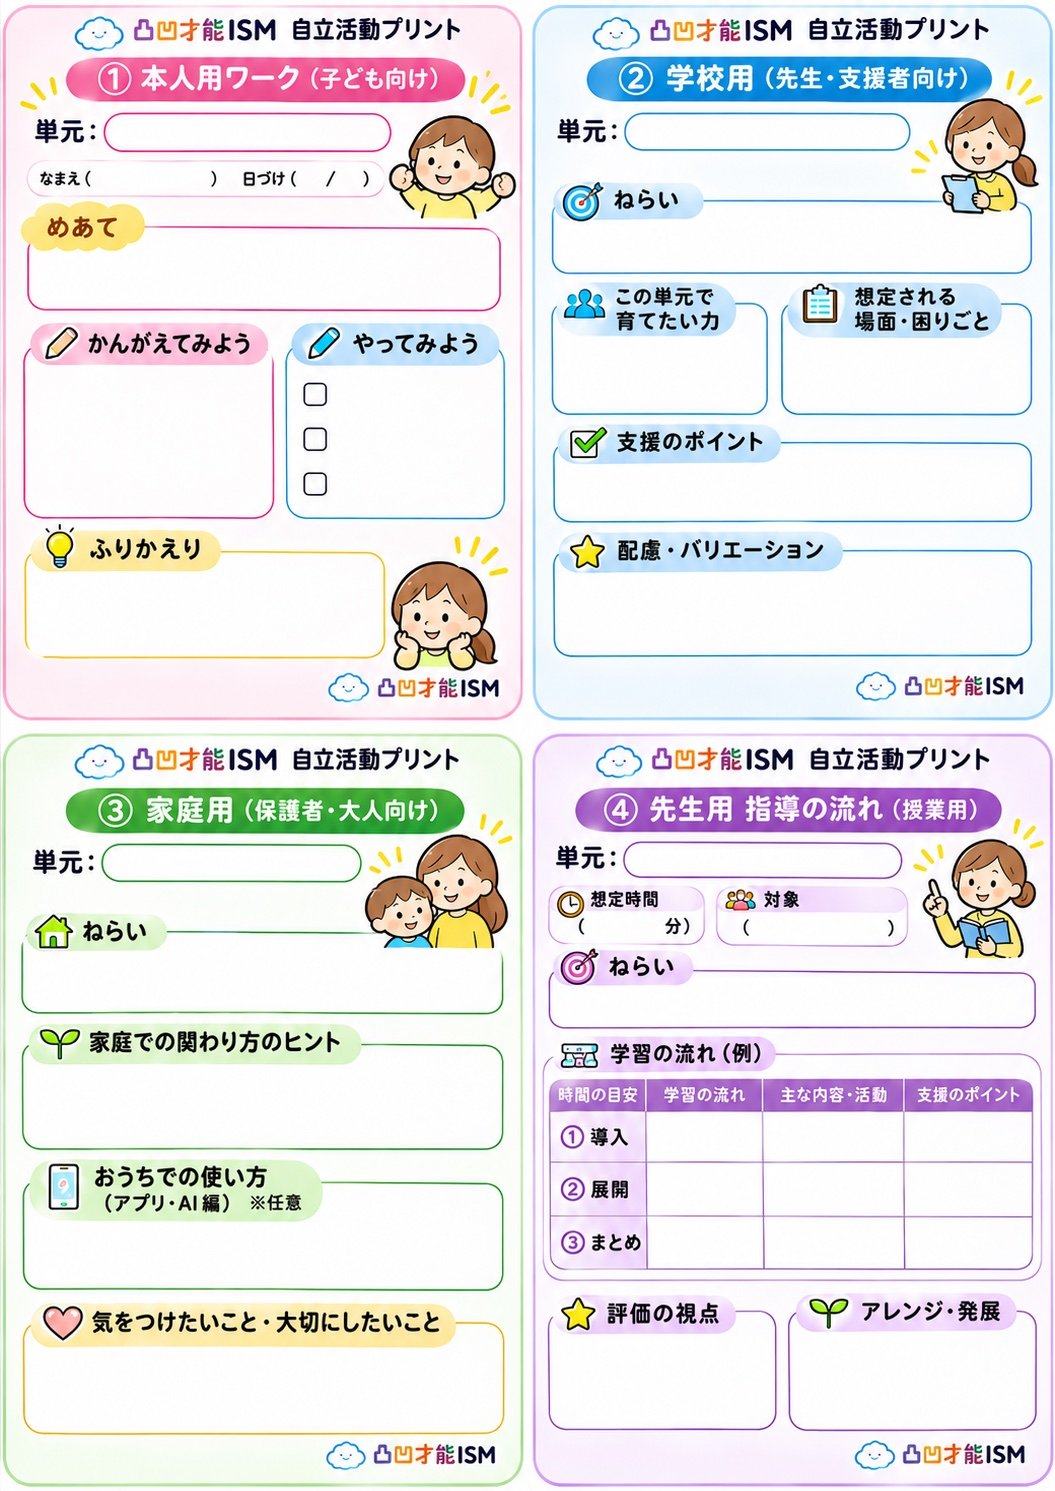 凸凹才能ISM 自立活動プリント
① 本人用ワーク（子ども向け）
単元：
なまえ（　　　　）　日づけ（　/　）
めあて
かんがえてみよう
やってみよう
ふりかえり
凸凹才能ISM
凸凹才能ISM 自立活動プリント
② 学校用（先生・支援者向け）
単元：
ねらい
この単元で
育てたい力
想定される
場面・困りごと
支援のポイント
配慮・バリエーション
凸凹才能ISM
凸凹才能ISM 自立活動プリント
③ 家庭用（保護者・大人向け）
単元：
ねらい
家庭での関わり方のヒント
おうちでの使い方
（アプリ・AI編）　※任意
気をつけたいこと・大切にしたいこと
凸凹才能ISM
凸凹才能ISM 自立活動プリント
④ 先生用 指導の流れ（授業用）
単元：
想定時間
（　　　分）
対象
（　　　　）
ねらい
学習の流れ（例）
時間の目安　学習の流れ　主な内容・活動　支援のポイント
① 導入
② 展開
③ まとめ
評価の視点
アレンジ・発展
凸凹才能ISM